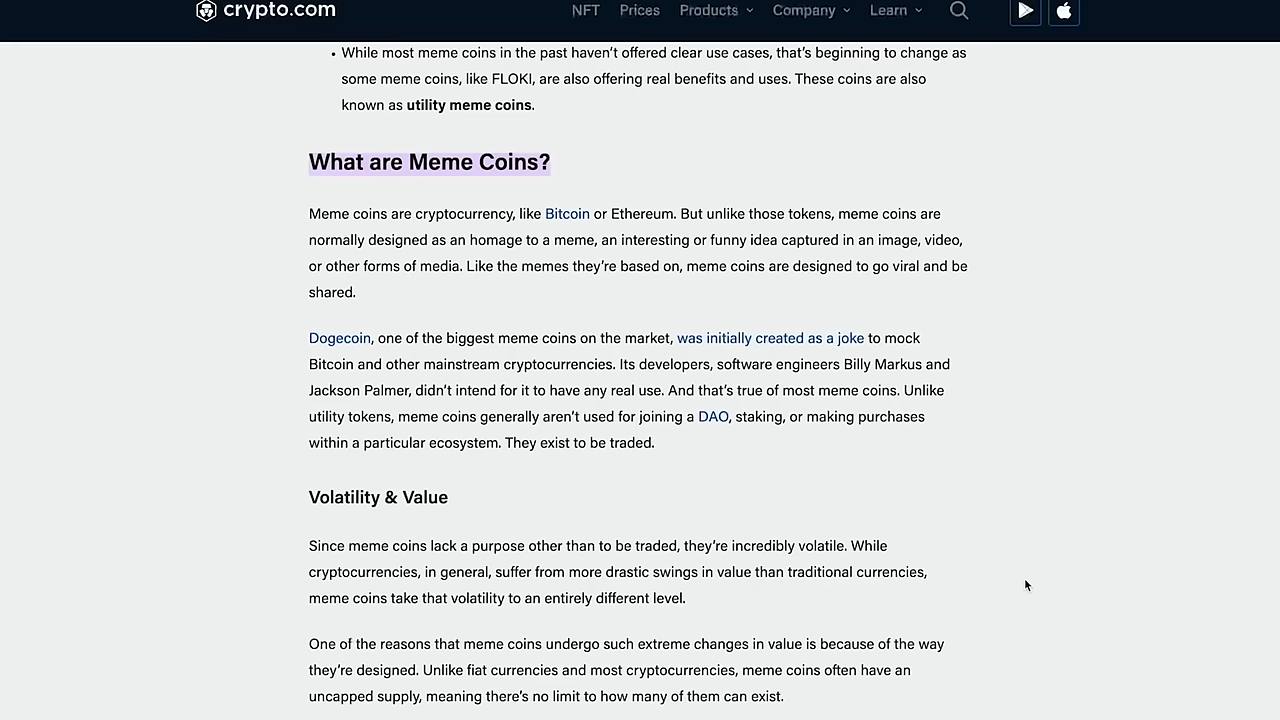 crypto.com
NFT Prices Products Company Learn
• While most meme coins in the past haven’t offered clear use cases, that’s beginning to change as
some meme coins, like FLOKI, are also offering real benefits and uses. These coins are also
known as utility meme coins.
What are Meme Coins?
Meme coins are cryptocurrency, like Bitcoin or Ethereum. But unlike those tokens, meme coins are
normally designed as an homage to a meme, an interesting or funny idea captured in an image, video,
or other forms of media. Like the memes they’re based on, meme coins are designed to go viral and be
shared.
Dogecoin, one of the biggest meme coins on the market, was initially created as a joke to mock
Bitcoin and other mainstream cryptocurrencies. Its developers, software engineers Billy Markus and
Jackson Palmer, didn’t intend for it to have any real use. And that’s true of most meme coins. Unlike
utility tokens, meme coins generally aren’t used for joining a DAO, staking, or making purchases
within a particular ecosystem. They exist to be traded.
Volatility & Value
Since meme coins lack a purpose other than to be traded, they’re incredibly volatile. While
cryptocurrencies, in general, suffer from more drastic swings in value than traditional currencies,
meme coins take that volatility to an entirely different level.
One of the reasons that meme coins undergo such extreme changes in value is because of the way
they’re designed. Unlike fiat currencies and most cryptocurrencies, meme coins often have an
uncapped supply, meaning there’s no limit to how many of them can exist.